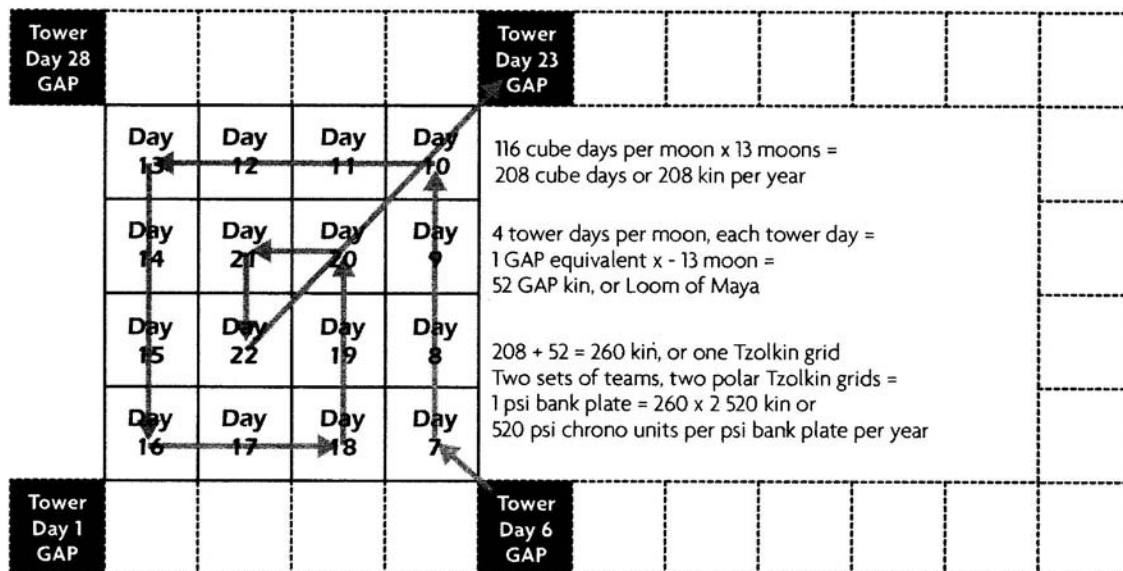 Tower
Day 28
GAP
Tower
Day 23
GAP
Day
13
Day
12
Day
11
Day
10
Day
14
Day
21
Day
20
Day
9
Day
15
Day
22
Day
19
Day
8
Day
16
Day
17
Day
18
Day
7
116 cube days per moon x 13 moons =
208 cube days or 208 kin per year
4 tower days per moon, each tower day =
1 GAP equivalent x - 13 moon =
52 GAP kin, or Loom of Maya
208 + 52 = 260 kin, or one Tzolkin grid
Two sets of teams, two polar Tzolkin grids =
1 psi bank plate = 260 x 2 520 kin or
520 psi chrono units per psi bank plate per year
Tower
Day 1
GAP
Tower
Day 6
GAP